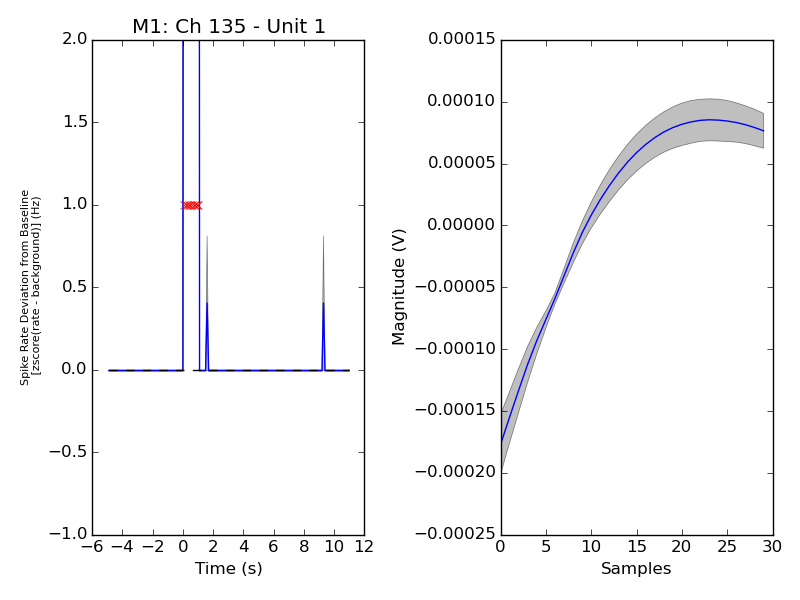 M1: Ch 135 - Unit 1
2.0
1.5
1.0
0.5
0.0
−0.5
−1.0
−6 −4 −2 0 2 4 6 8 10 12
Time (s)
Spike Rate Deviation from Baseline
[zscore(rate - background)] (Hz)
0.00015
0.00010
0.00005
0.00000
−0.00005
−0.00010
−0.00015
−0.00020
−0.00025
0 5 10 15 20 25 30
Samples
Magnitude (V)